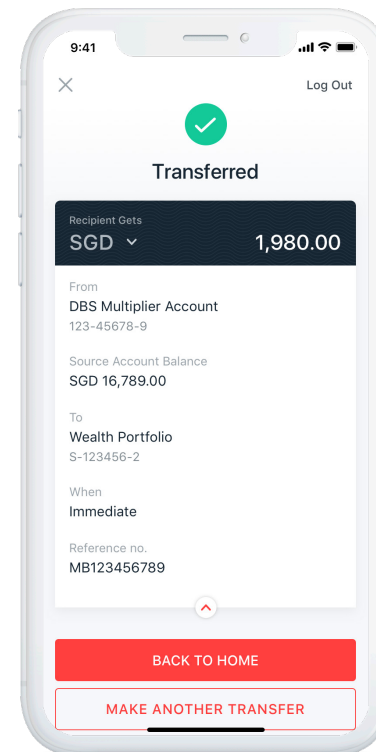 9:41
Log Out
Transferred
Recipient Gets
SGD 1,980.00
From
DBS Multiplier Account
123-45678-9
Source Account Balance
SGD 16,789.00
To
Wealth Portfolio
S-123456-2
When
Immediate
Reference no.
MB123456789
BACK TO HOME
MAKE ANOTHER TRANSFER